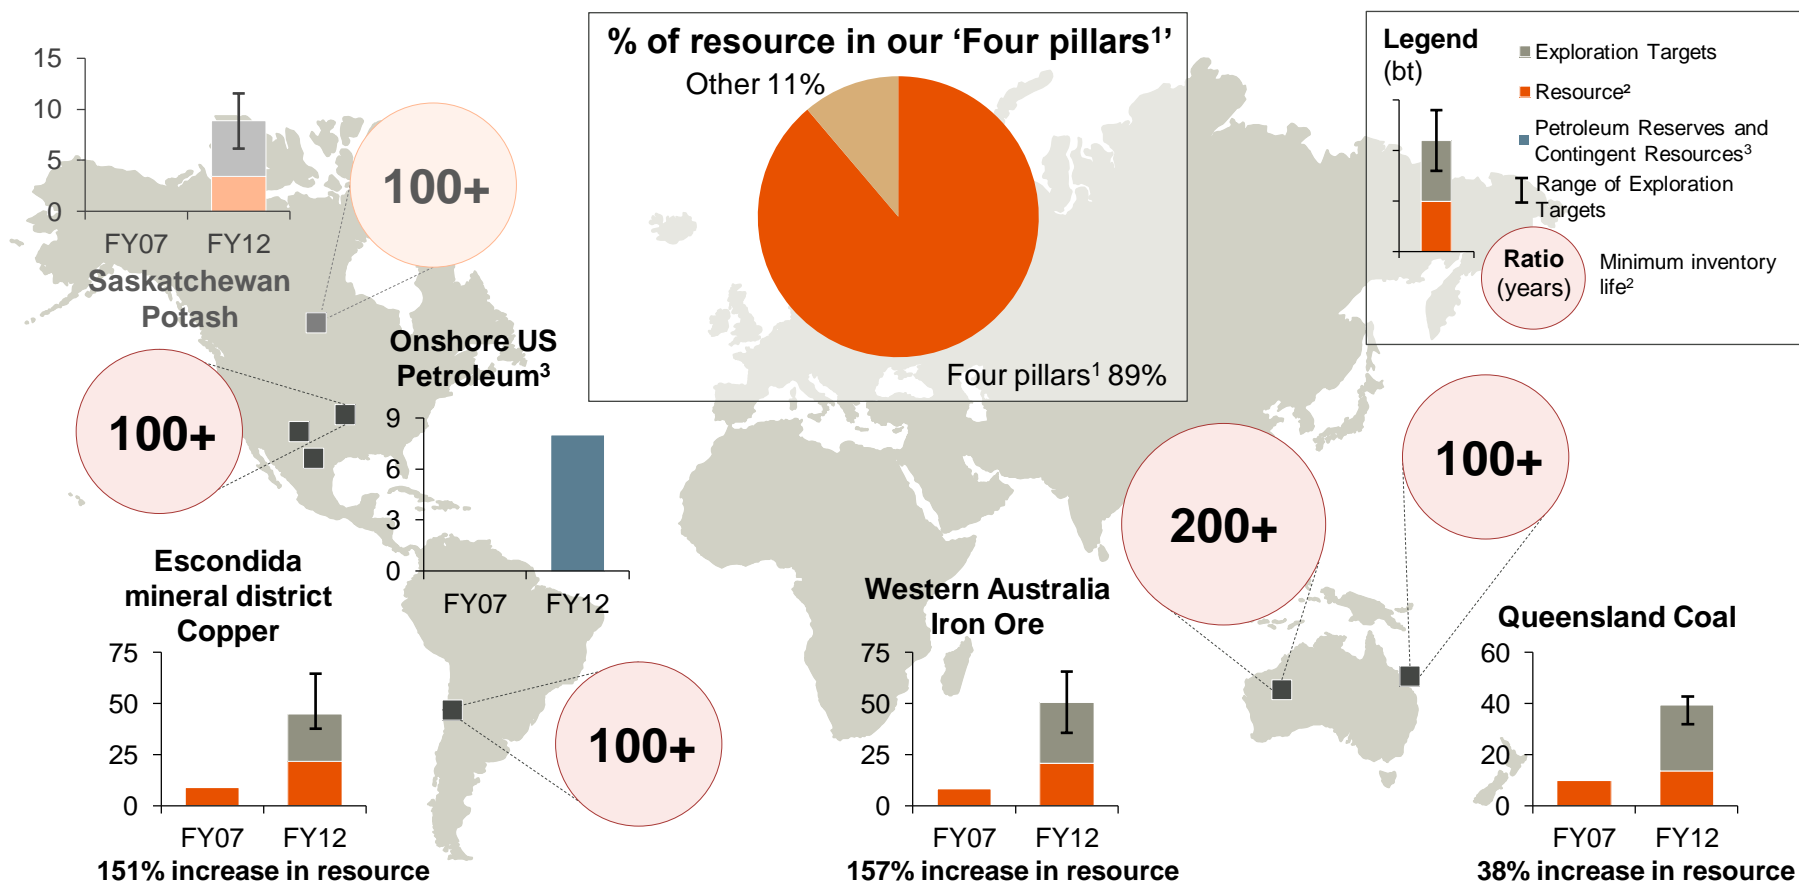 % of resource in our ‘Four pillars¹’
Other 11%
Four pillars¹ 89%
Legend
(bt)
Exploration Targets
Resource²
Petroleum Reserves and
Contingent Resources³
Range of Exploration
Targets
Ratio
(years)
Minimum inventory
life²
15
10
5
0
FY07 FY12
Saskatchewan
Potash
100+
Onshore US
Petroleum³
9
6
3
0
FY07 FY12
100+
Escondida
mineral district
Copper
75
50
25
0
FY07 FY12
151% increase in resource
100+
Western Australia
Iron Ore
75
50
25
0
FY07 FY12
157% increase in resource
200+
Queensland Coal
60
40
20
0
FY07 FY12
38% increase in resource
100+